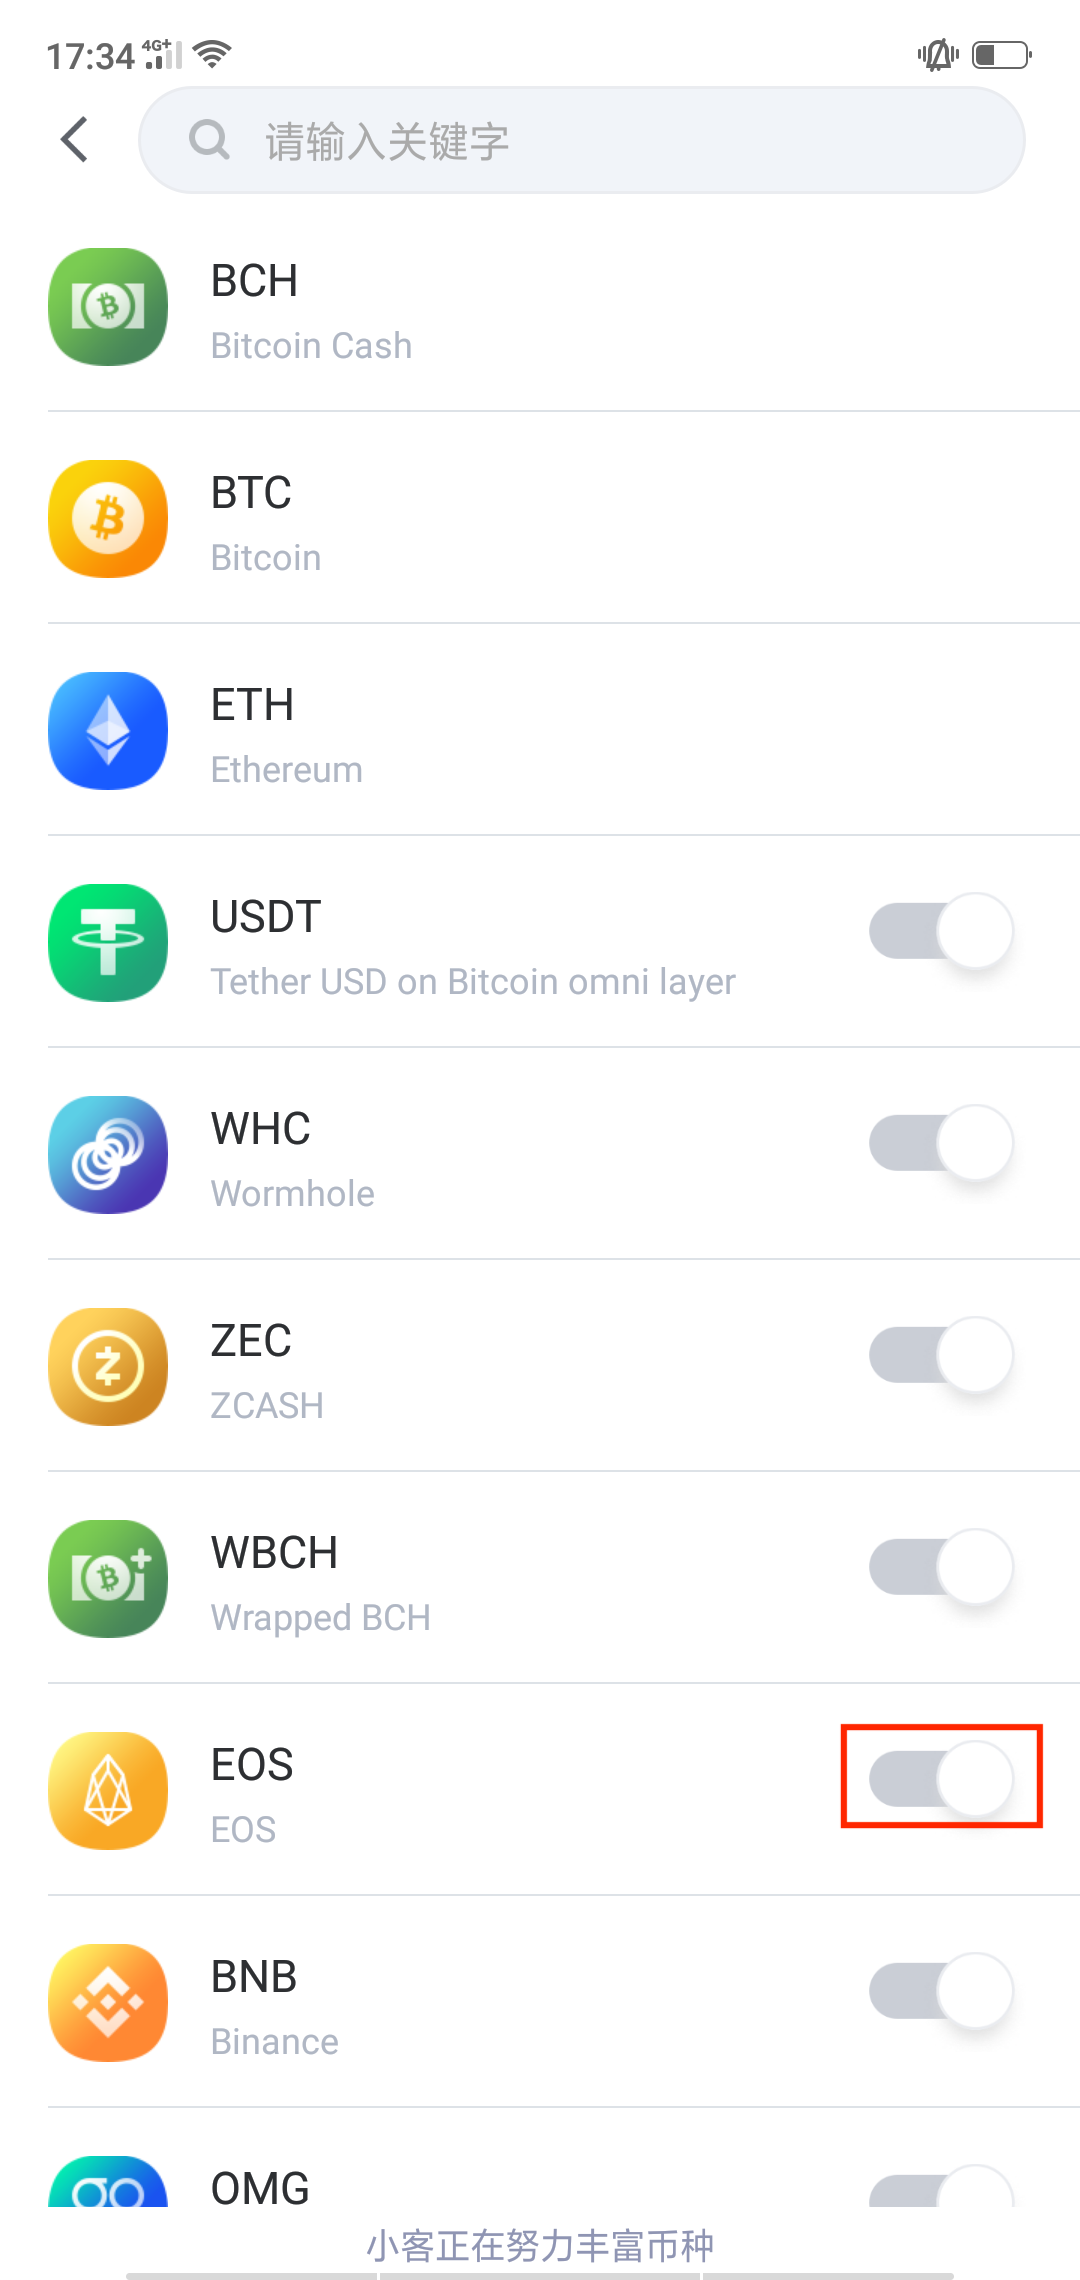 17:34 4G+
请输入关键字
BCH
Bitcoin Cash
BTC
Bitcoin
ETH
Ethereum
USDT
Tether USD on Bitcoin omni layer
WHC
Wormhole
ZEC
ZCASH
WBCH
Wrapped BCH
EOS
EOS
BNB
Binance
OMG
小客正在努力丰富币种